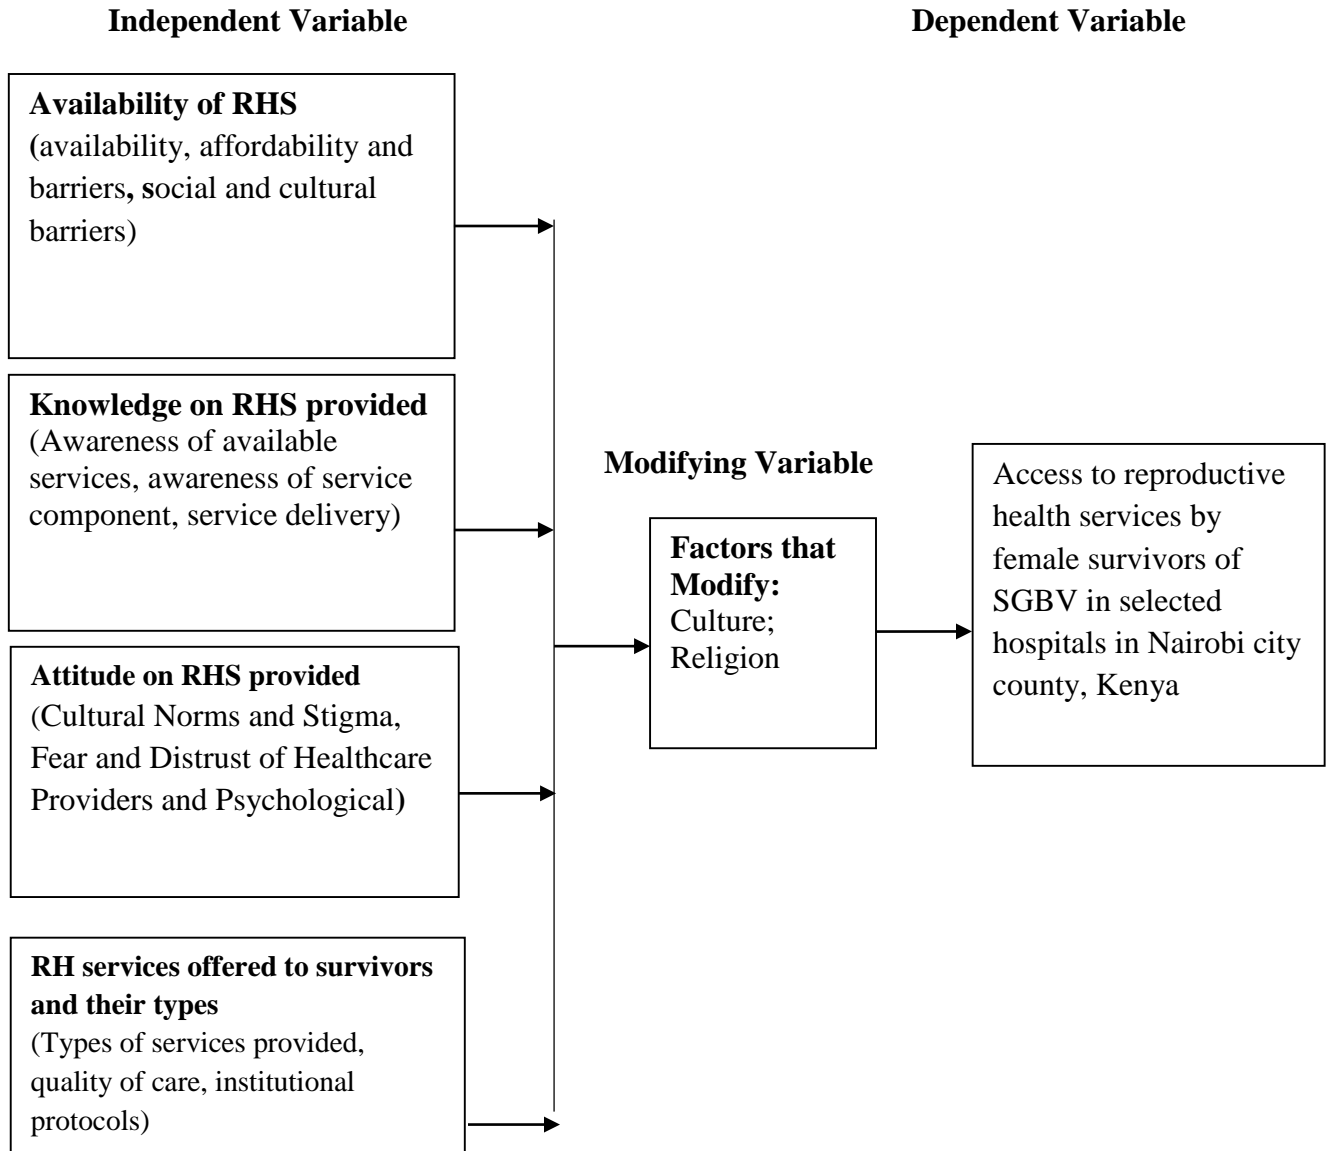 Independent Variable
Dependent Variable
Availability of RHS
(availability, affordability and
barriers, social and cultural
barriers)
Knowledge on RHS provided
(Awareness of available
services, awareness of service
component, service delivery)
Attitude on RHS provided
(Cultural Norms and Stigma,
Fear and Distrust of Healthcare
Providers and Psychological)
RH services offered to survivors
and their types
(Types of services provided,
quality of care, institutional
protocols)
Modifying Variable
Factors that
Modify:
Culture;
Religion
Access to reproductive
health services by
female survivors of
SGBV in selected
hospitals in Nairobi city
county, Kenya